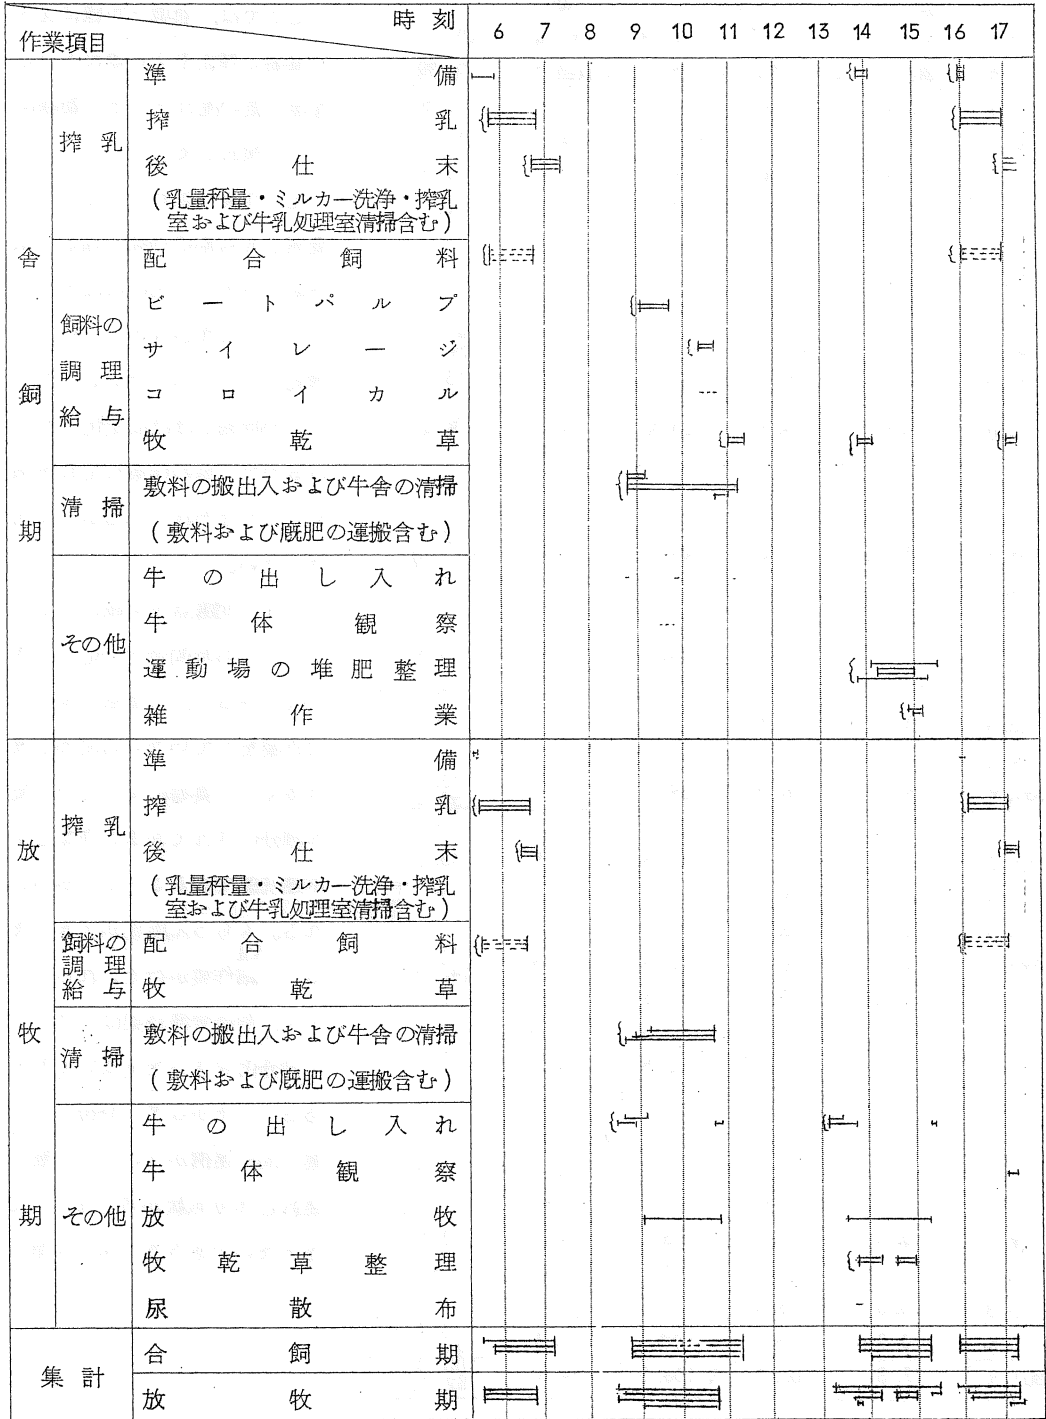 時刻
作業項目
6 7 8 9 10 11 12 13 14 15 16 17
舎飼期
搾乳
準備
搾乳
後仕末
(乳量秤量・ミルカー洗浄・搾乳
室および牛乳処理室清掃含む)
飼料の
調理
給与
配合飼料
ビートパルプ
サイレージ
コロイカル
牧乾草
清掃
敷料の搬出入および牛舎の清掃
(敷料および厩肥の運搬含む)
その他
牛の出し入れ
牛体観察
運動場の堆肥整理
雑作業
放牧期
搾乳
準備
搾乳
後仕末
(乳量秤量・ミルカー洗浄・搾乳
室および牛乳処理室清掃含む)
飼料の
調理
給与
配合飼料
牧乾草
清掃
敷料の搬出入および牛舎の清掃
(敷料および厩肥の運搬含む)
その他
牛の出し入れ
牛体観察
放牧
牧乾草整理
尿散布
集計
合飼期
放牧期